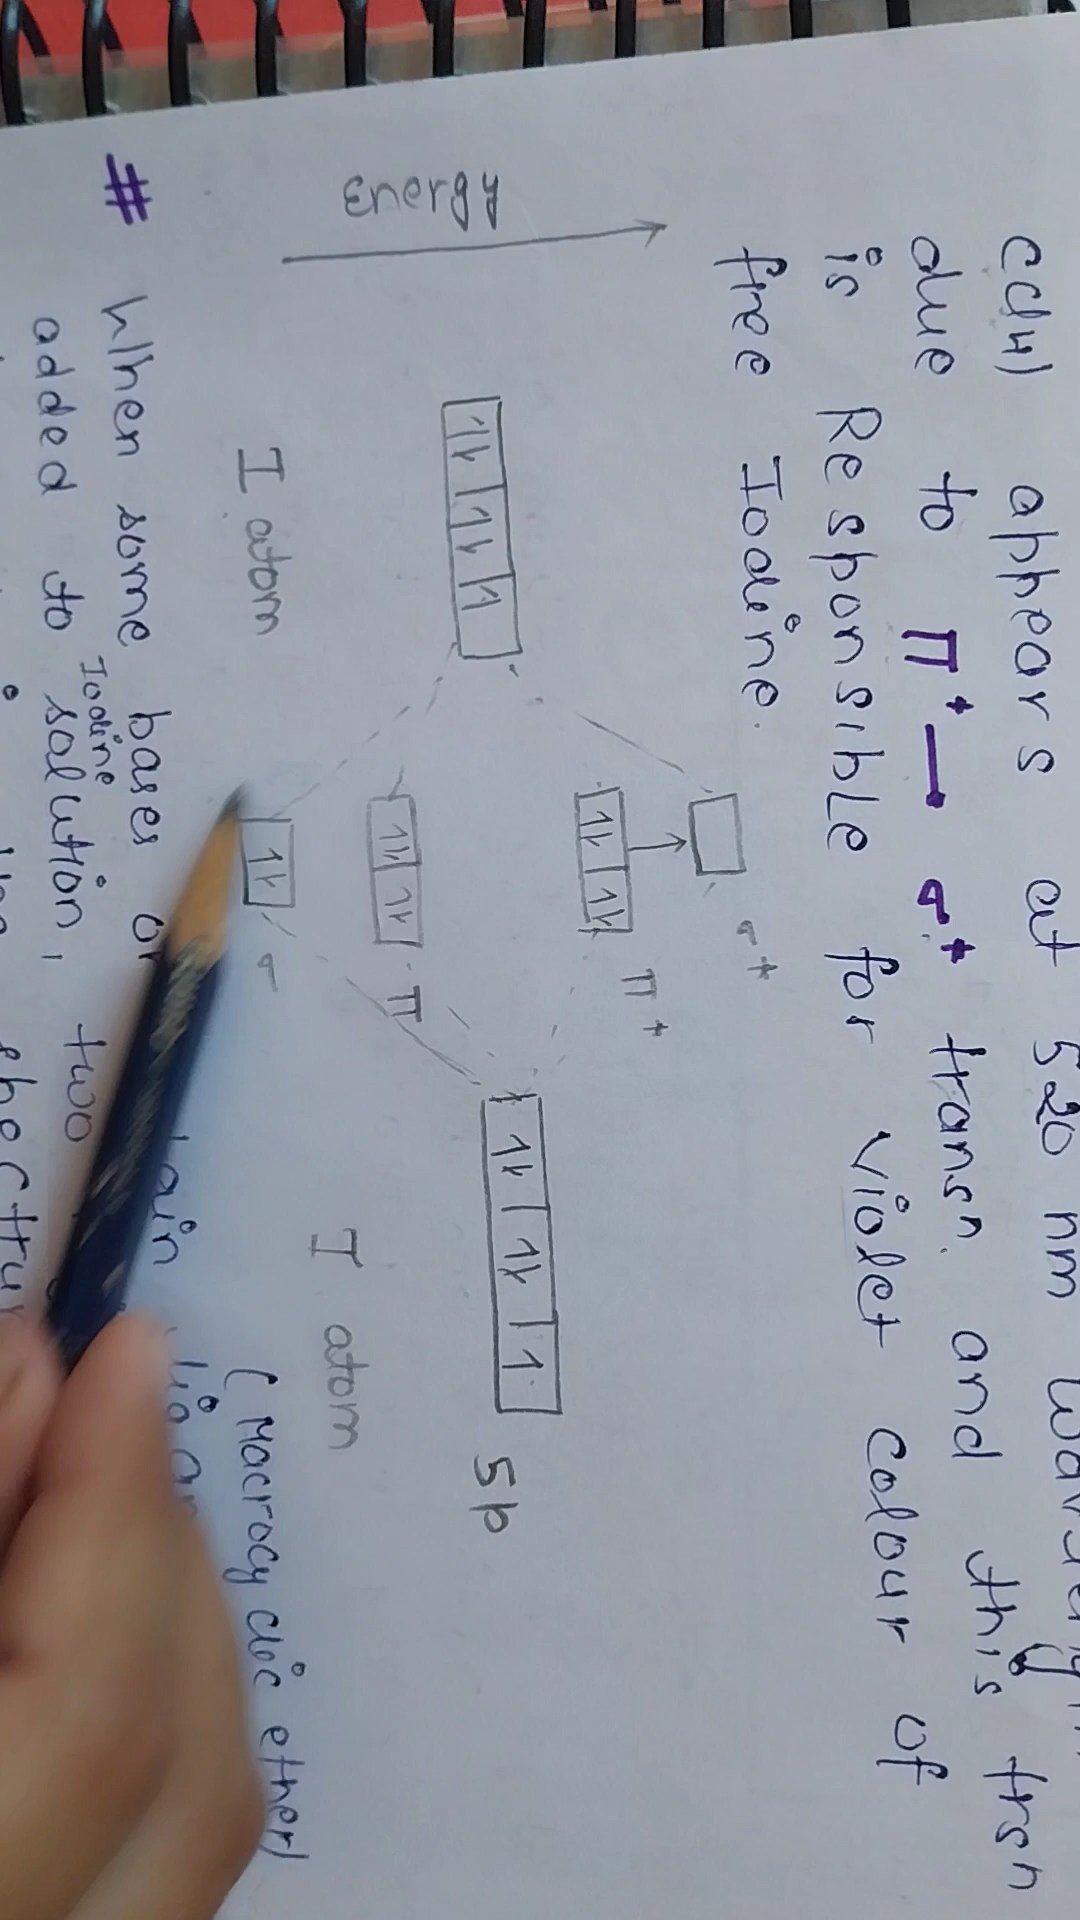 CCl4) appears at 520 nm
due to π* → σ* transn. and this trsn
is Responsible for violet colour of
free Iodine.
Energy
σ*
π*
5p
π
σ
I atom
I atom
(Macrocyclic ether)
# When some bases or
Iodine
added to solution, two